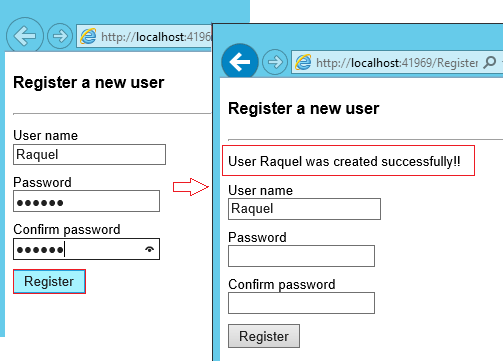 http://localhost:4196
Register a new user
User name
Raquel
Password
●●●●●●
Confirm password
●●●●●●
Register
http://localhost:41969/Register
Register a new user
User Raquel was created successfully!!
User name
Raquel
Password
Confirm password
Register